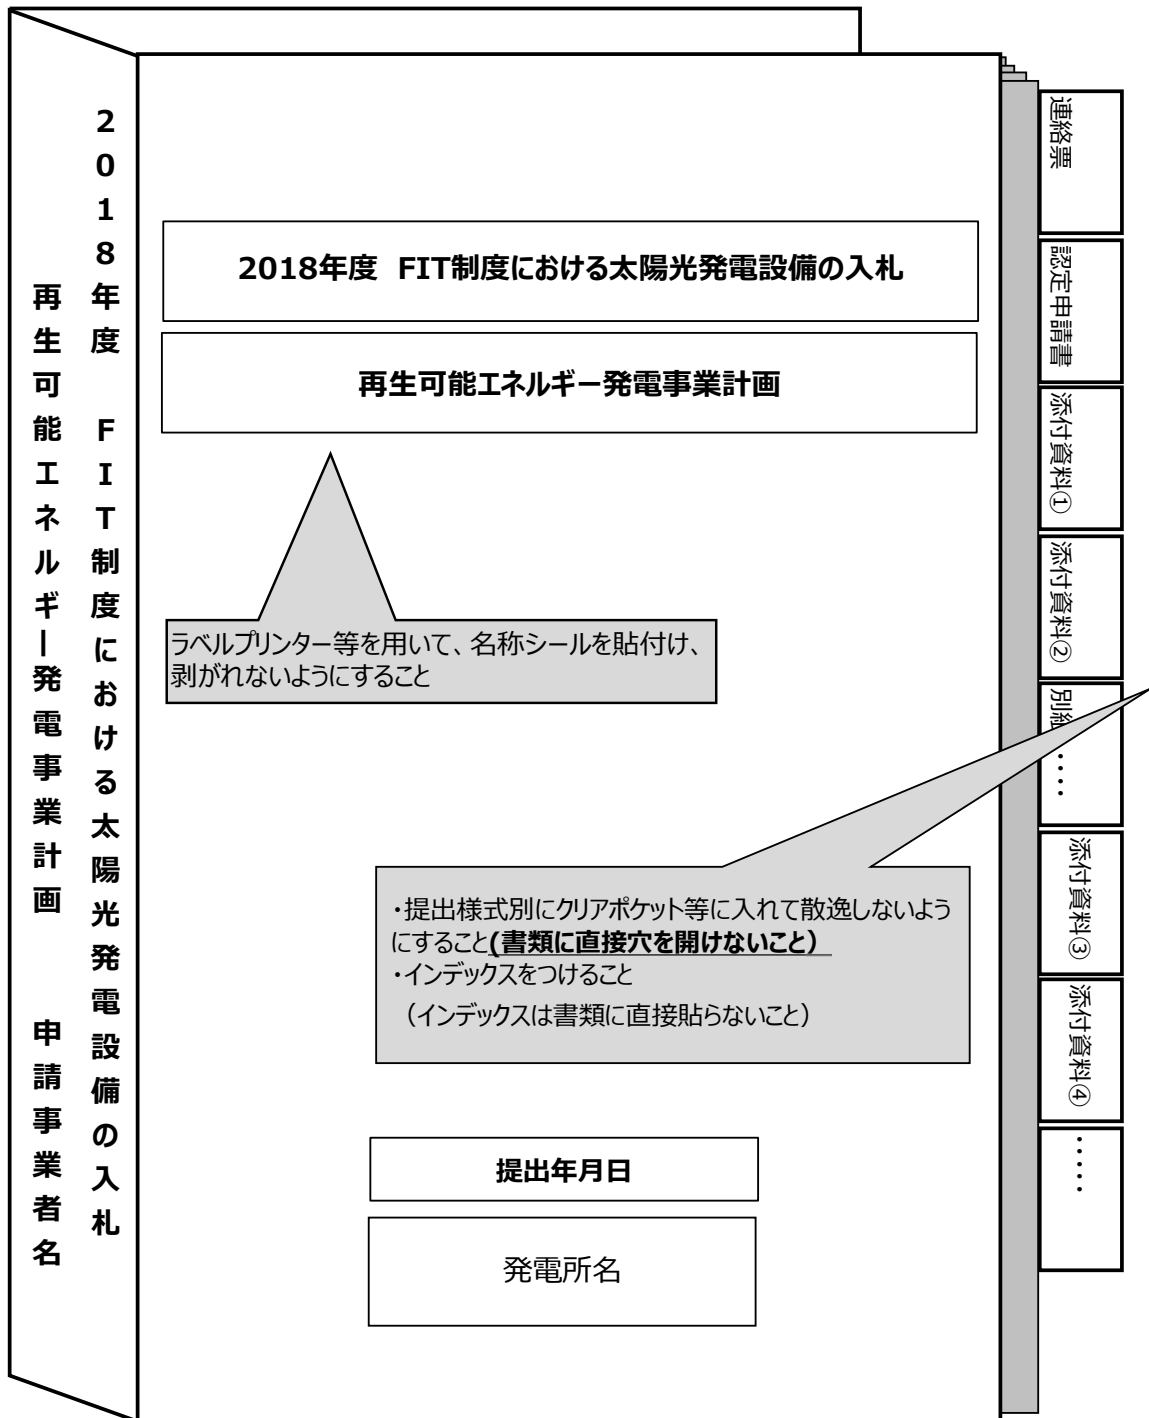 2018年度 FIT制度における太陽光発電設備の入札
再生可能エネルギー発電事業計画 申請事業者名
2018年度 FIT制度における太陽光発電設備の入札
再生可能エネルギー発電事業計画
ラベルプリンター等を用いて、名称シールを貼付け、
剥がれないようにすること
・提出様式別にクリアポケット等に入れて散逸しないよう
にすること(書類に直接穴を開けないこと）
・インデックスをつけること
（インデックスは書類に直接貼らないこと）
提出年月日
発電所名
連絡票
認定申請書
添付資料①
添付資料②
別紙・・・・
添付資料③
添付資料④
・・・・・